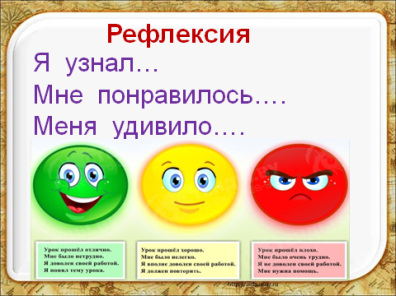 Рефлексия
Я узнал…
Мне понравилось….
Меня удивило….
Урок прошёл отлично.
Мне было нетрудно.
Я доволен своей работой.
Я понял тему урока.
Урок прошёл хорошо.
Мне было нелегко.
Я вполне доволен своей работой.
Я должен повторить.
Урок прошёл плохо.
Мне было очень трудно.
Я не доволен своей работой.
Мне нужна помощь.